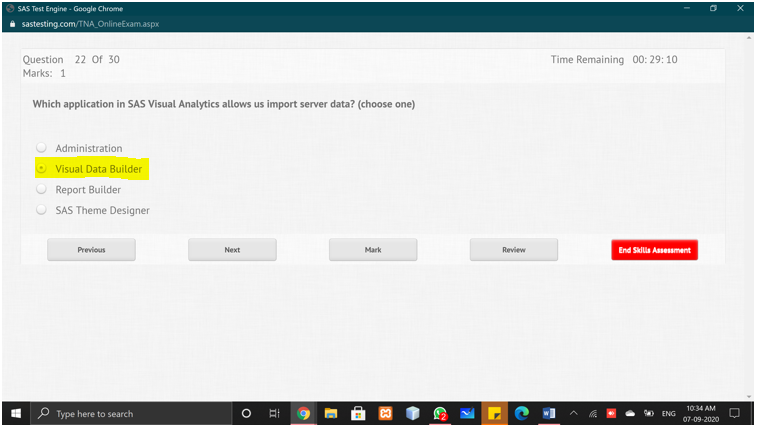 SAS Test Engine - Google Chrome
sastesting.com/TNA_OnlineExam.aspx
Question 22 Of 30
Time Remaining 00: 29: 10
Marks: 1
Which application in SAS Visual Analytics allows us import server data? (choose one)
Administration
Visual Data Builder
Report Builder
SAS Theme Designer
Previous
Next
Mark
Review
End Skills Assessment
Type here to search
2
ENG
10:34 AM
07-09-2020